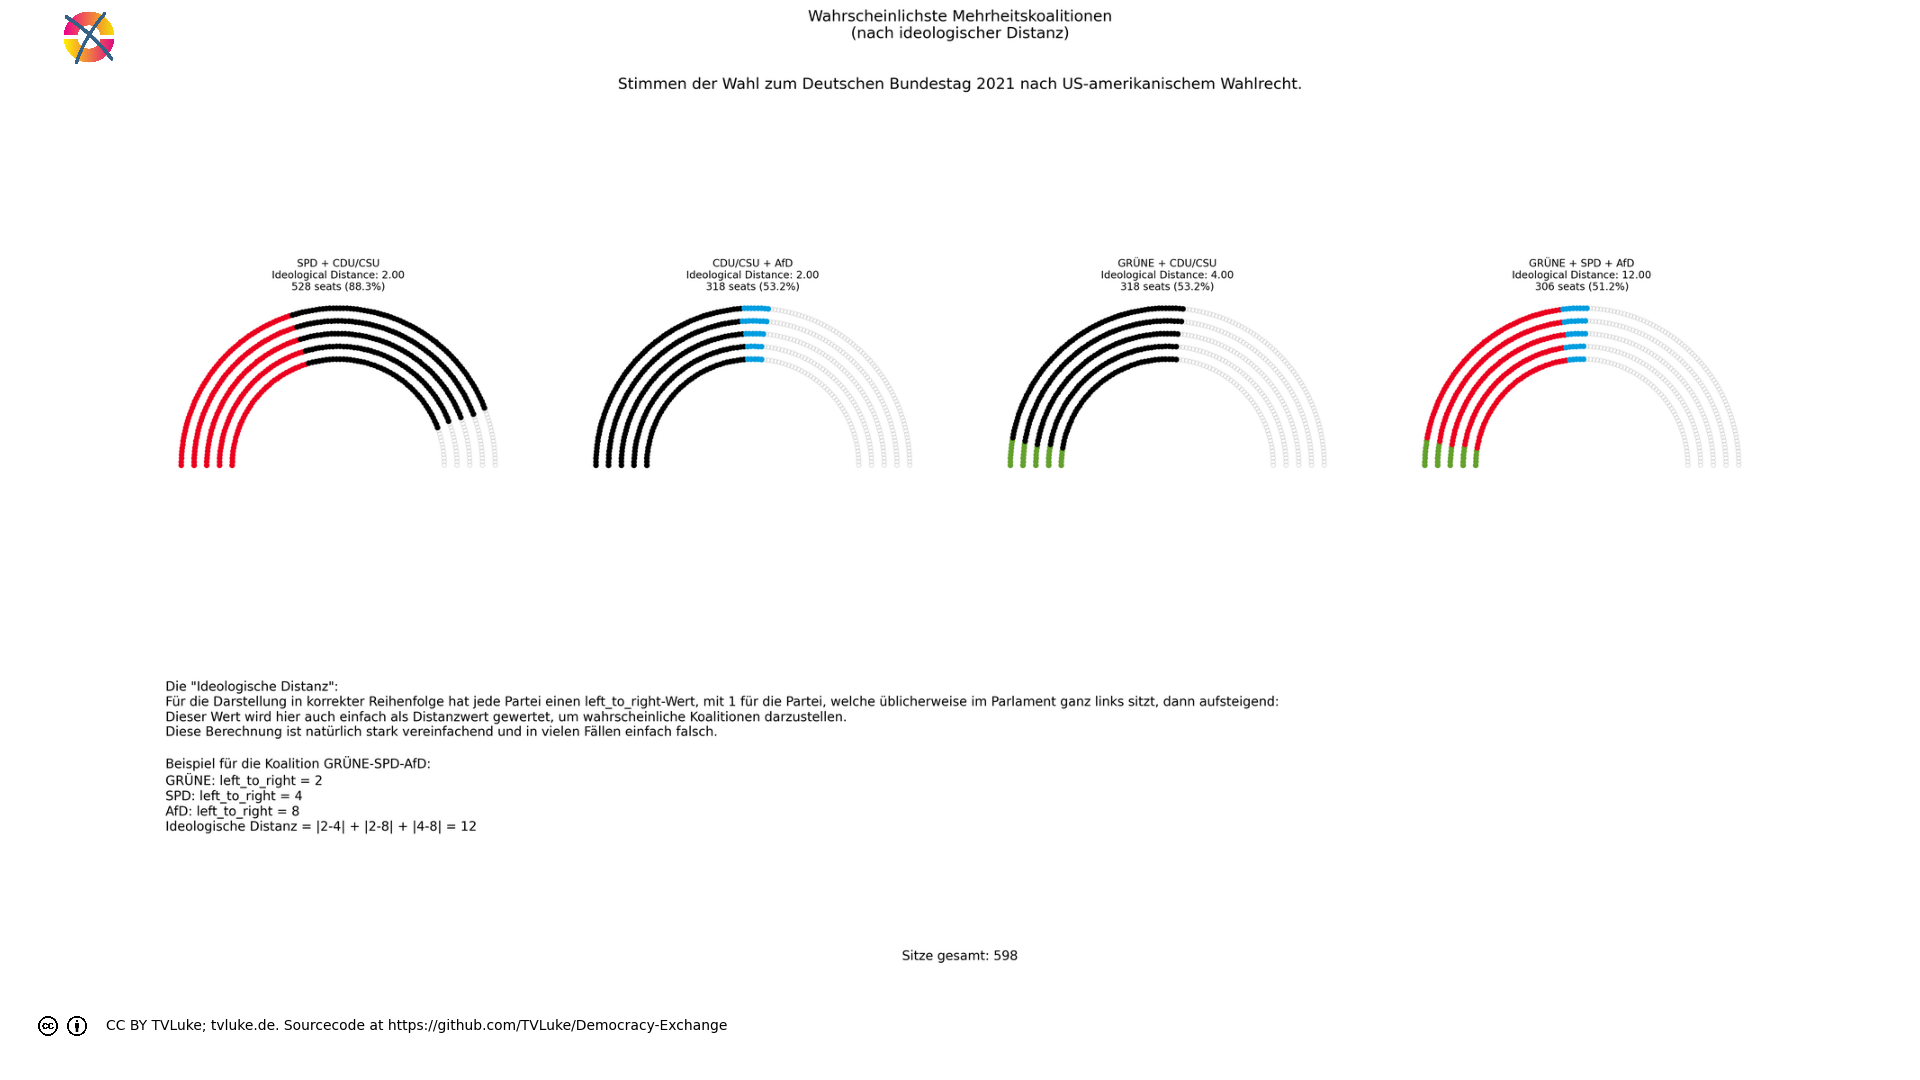 Wahrscheinlichste Mehrheitskoalitionen
(nach ideologischer Distanz)
Stimmen der Wahl zum Deutschen Bundestag 2021 nach US-amerikanischem Wahlrecht.
SPD + CDU/CSU
Ideological Distance: 2.00
528 seats (88.3%)
CDU/CSU + AfD
Ideological Distance: 2.00
318 seats (53.2%)
GRÜNE + CDU/CSU
Ideological Distance: 4.00
318 seats (53.2%)
GRÜNE + SPD + AfD
Ideological Distance: 12.00
306 seats (51.2%)
Die "Ideologische Distanz":
Für die Darstellung in korrekter Reihenfolge hat jede Partei einen left_to_right-Wert, mit 1 für die Partei, welche üblicherweise im Parlament ganz links sitzt, dann aufsteigend:
Dieser Wert wird hier auch einfach als Distanzwert gewertet, um wahrscheinliche Koalitionen darzustellen.
Diese Berechnung ist natürlich stark vereinfachend und in vielen Fällen einfach falsch.
Beispiel für die Koalition GRÜNE-SPD-AfD:
GRÜNE: left_to_right = 2
SPD: left_to_right = 4
AfD: left_to_right = 8
Ideologische Distanz = |2-4| + |2-8| + |4-8| = 12
Sitze gesamt: 598
cc CC BY TVLuke; tvluke.de. Sourcecode at https://github.com/TVLuke/Democracy-Exchange